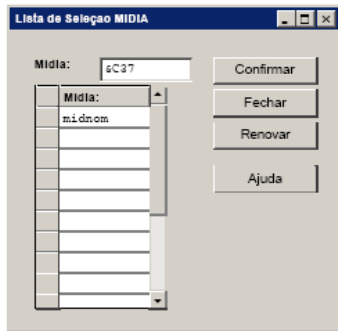 Lista de Seleçao MIDIA
Midia: &C37
Confirmar
Midia:
Fechar
midnom
Renovar
Ajuda